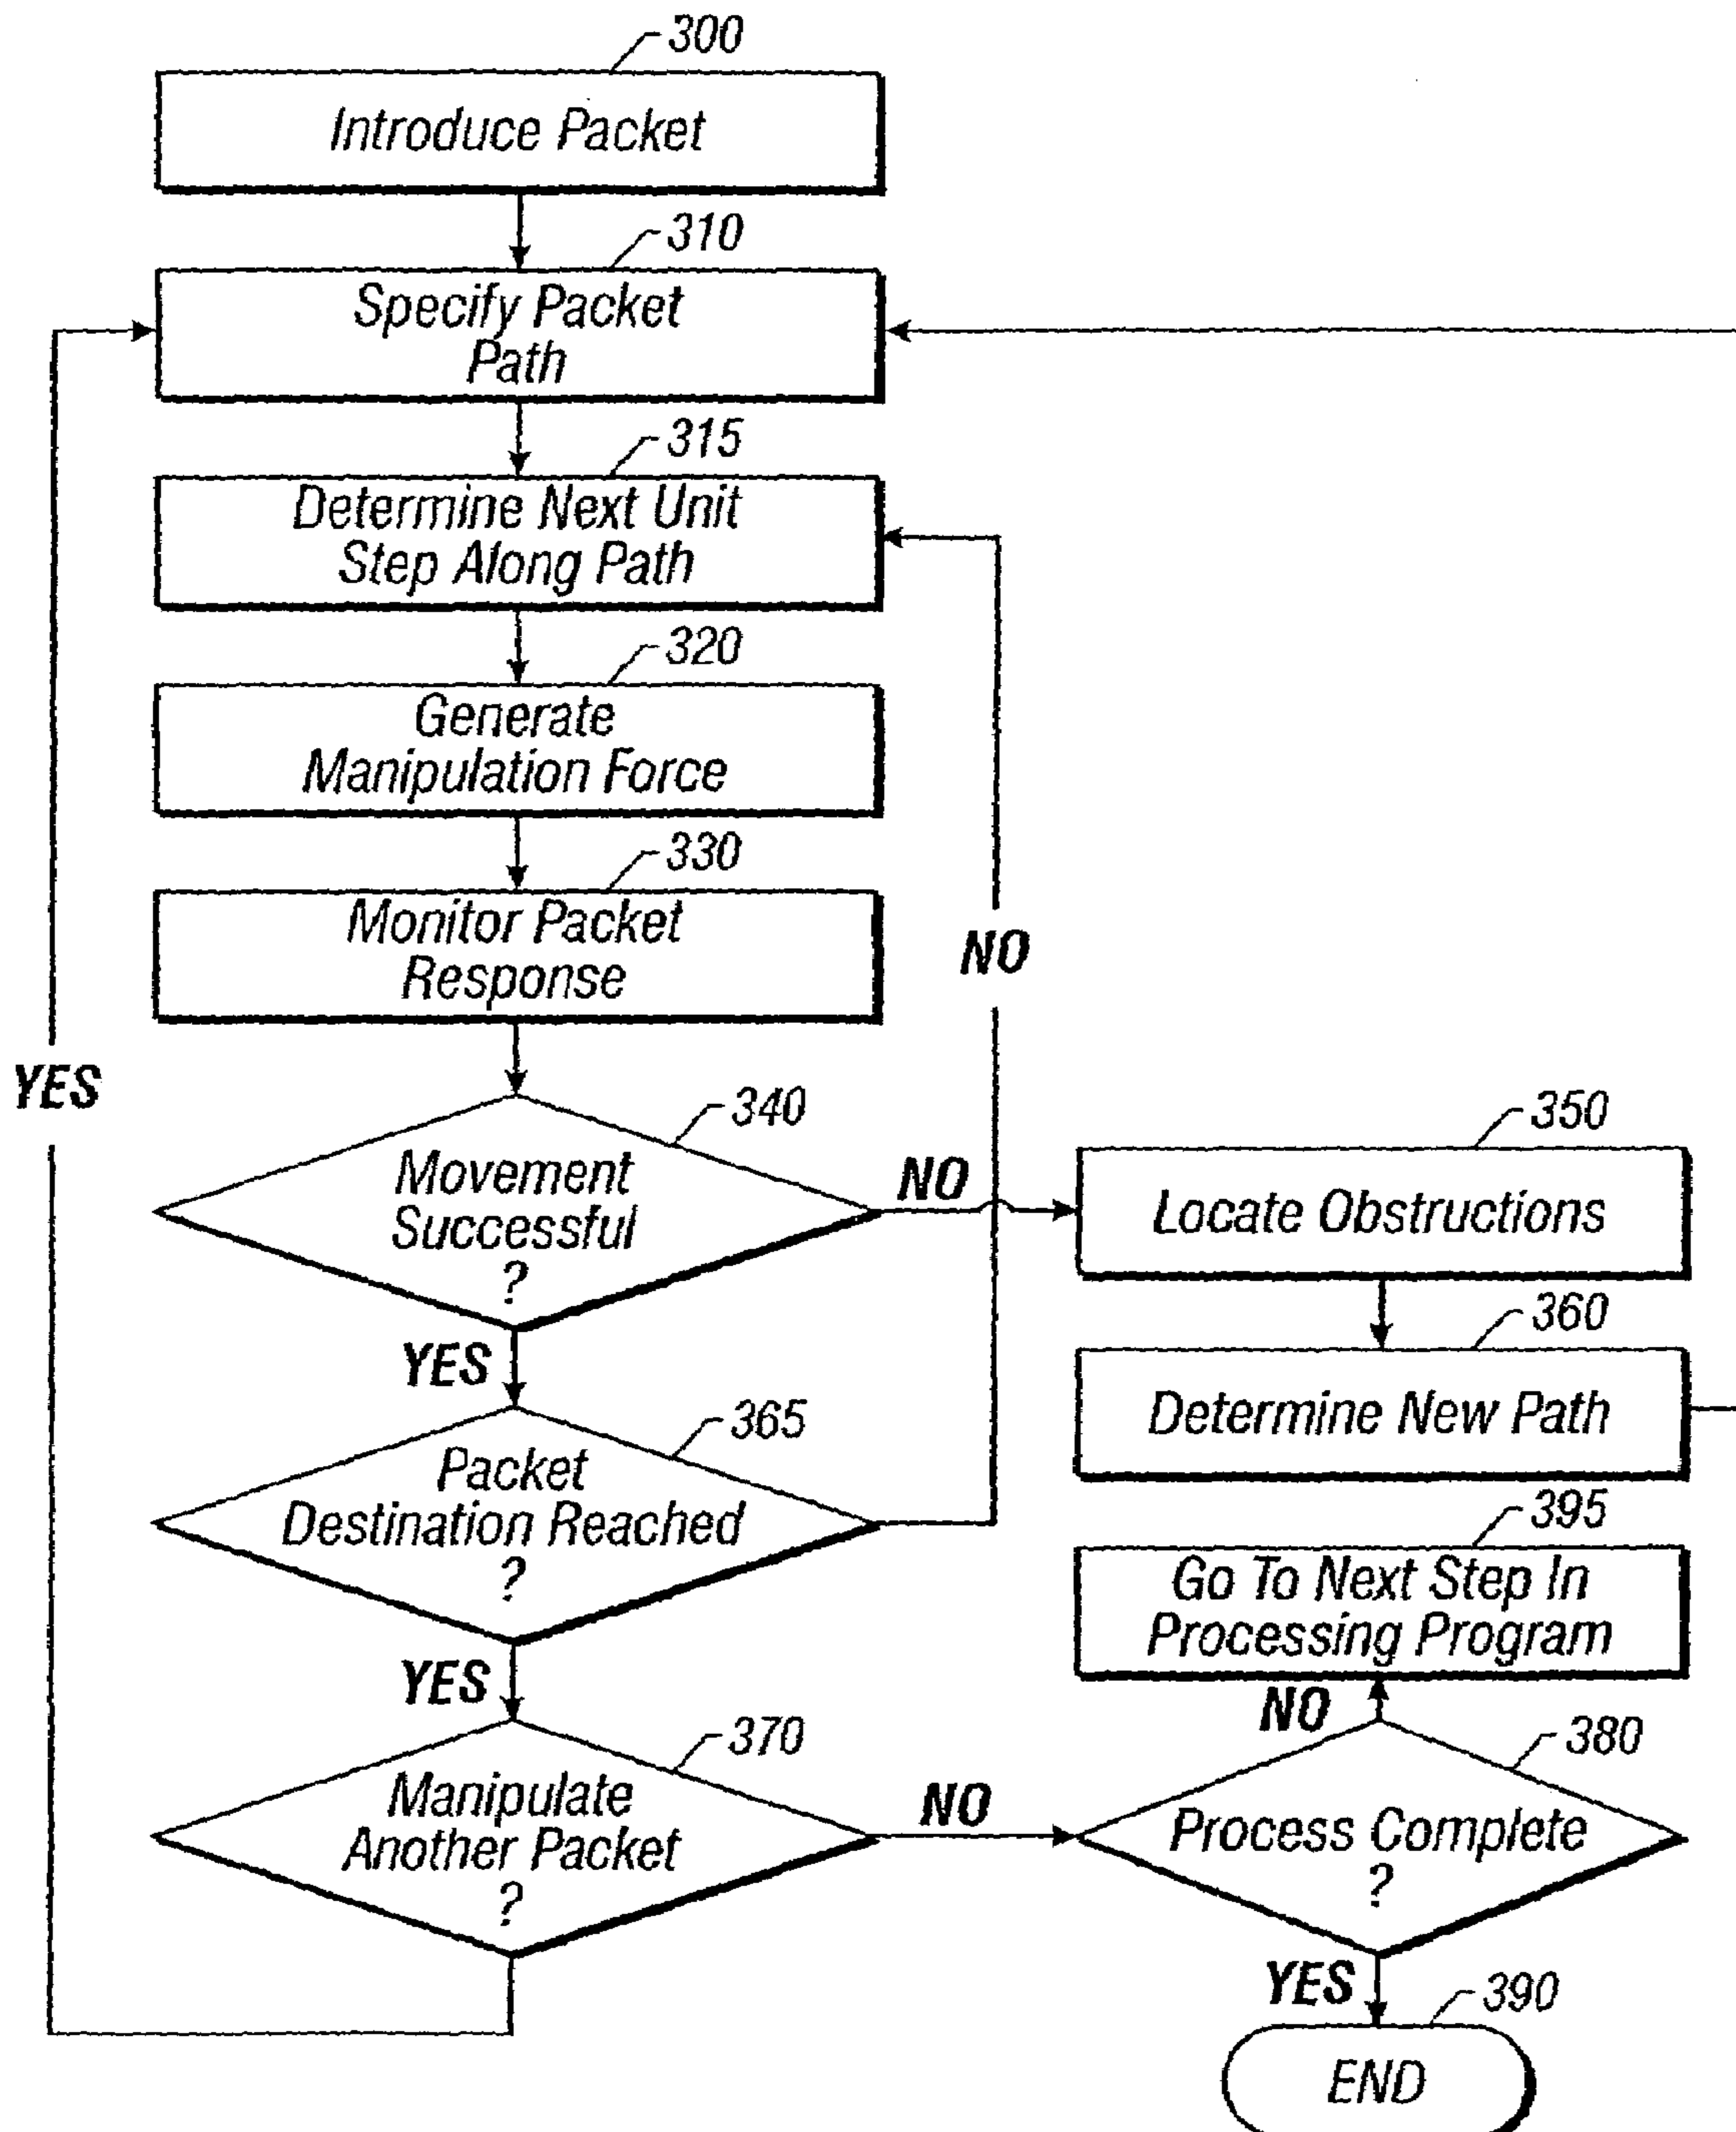 300
Introduce Packet
310
Specify Packet
Path
315
Determine Next Unit
Step Along Path
320
Generate
Manipulation Force
330
Monitor Packet
Response
NO
YES
340
Movement
Successful
?
NO
350
Locate Obstructions
YES
360
Determine New Path
365
Packet
Destination Reached
?
395
Go To Next Step In
Processing Program
YES
NO
370
Manipulate
Another Packet
?
NO
380
Process Complete
?
YES
390
END